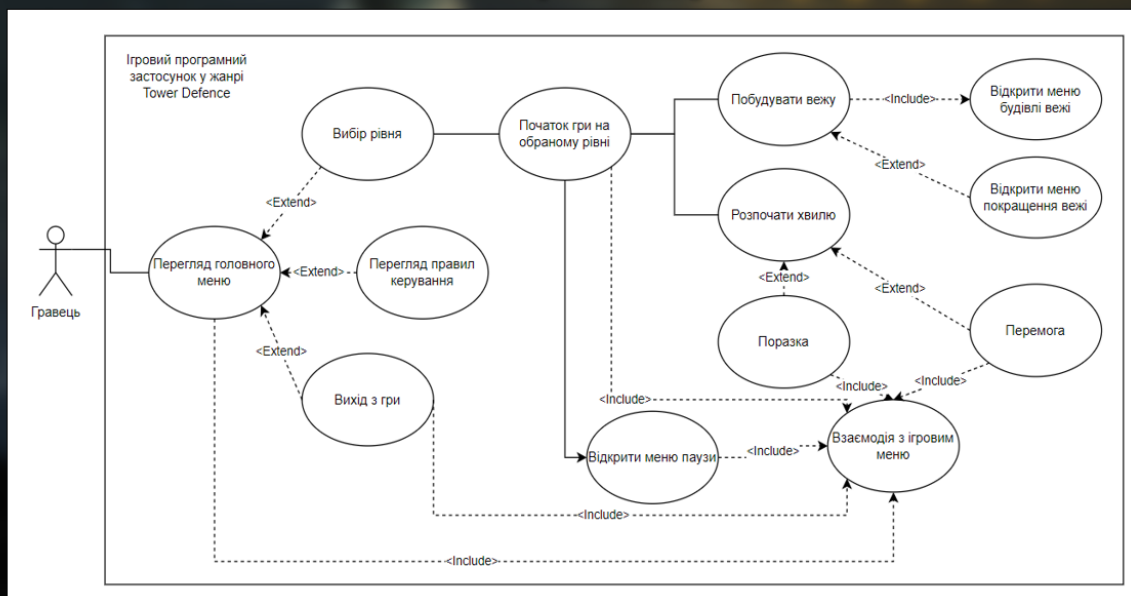 Ігровий програмний
застосунок у жанрі
Tower Defence
Вибір рівня
Початок гри на
обраному рівні
Побудувати вежу
<Include>
Відкрити меню
будівлі вежі
<Extend>
Відкрити меню
покращення вежі
<Extend>
Розпочати хвилю
Гравець
Перегляд головного
меню
<Extend>
Перегляд правил
керування
<Extend>
<Extend>
<Extend>
Поразка
Перемога
Вихід з гри
<Include>
<Include>
<Include>
Відкрити меню паузи
<Include>
Взаємодія з ігровим
меню
<Include>
<Include>